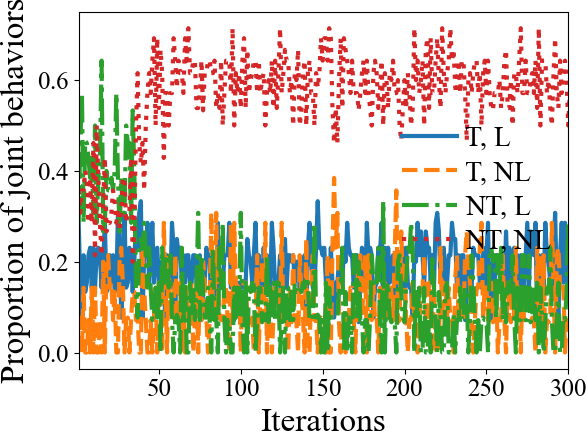 Proportion of joint behaviors
0.6
0.4
0.2
0.0
T, L
T, NL
NT, L
NT, NL
50
100
150
200
250
300
Iterations